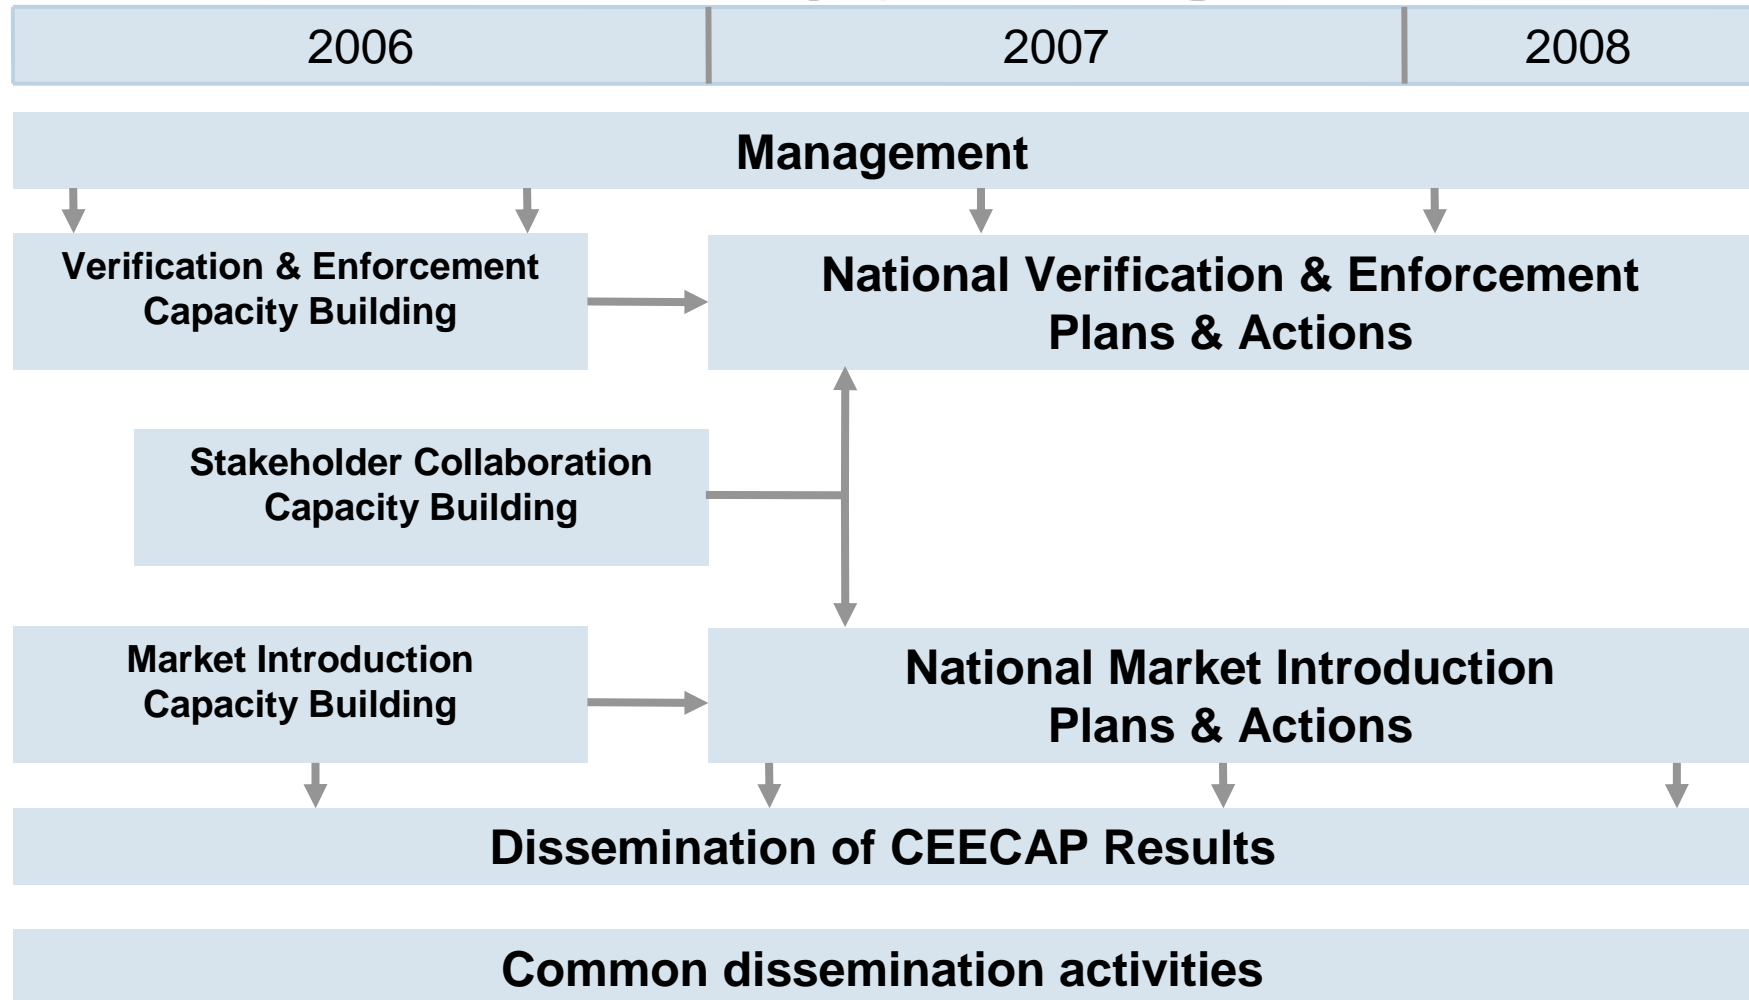 2006 2007 2008
Management
Verification & Enforcement
Capacity Building
National Verification & Enforcement
Plans & Actions
Stakeholder Collaboration
Capacity Building
Market Introduction
Capacity Building
National Market Introduction
Plans & Actions
Dissemination of CEECAP Results
Common dissemination activities